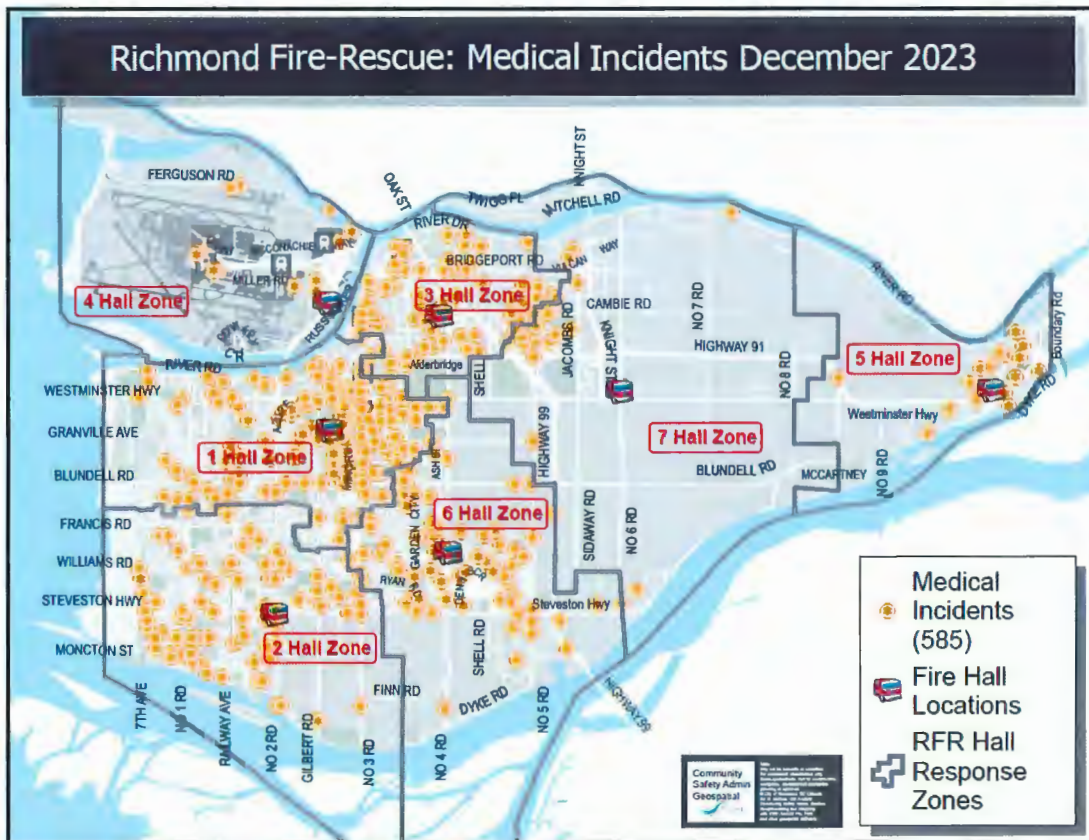 Richmond Fire-Rescue: Medical Incidents December 2023
FERGUSON RD
OAK ST
TWIGG PL
KNIGHT ST
MITCHELL RD
RIVER DR
BRIDGEPORT RD
VULCAN WAY
MILLER RD
4 Hall Zone
3 Hall Zone
CAMBIE RD
NO 7 RD
RIVER RD
Boundary Rd
JACOMBS RD
KNIGHT ST
HIGHWAY 91
5 Hall Zone
RIVER RD
Alderbridge
SHELL
NO 8 RD
WESTMINSTER HWY
DYKE RD
Westminster Hwy
GRANVILLE AVE
1 Hall Zone
7 Hall Zone
HIGHWAY 99
BLUNDELL RD
BLUNDELL RD
MCCARTNEY
NO 9 RD
FRANCIS RD
6 Hall Zone
GARDEN CITY
SIDAWAY RD
NO 6 RD
WILLIAMS RD
RYAN
STEVESTON HWY
Steveston Hwy
MONCTON ST
2 Hall Zone
SHELL RD
FINN RD
DYKE RD
HIGHWAY 99
7TH AVE
NO 1 RD
RAILWAY AVE
NO 2 RD
GILBERT RD
NO 3 RD
NO 4 RD
NO 5 RD
Medical
Incidents
(585)
Fire Hall
Locations
RFR Hall
Response
Zones
Community
Safety Admin
Geospatial